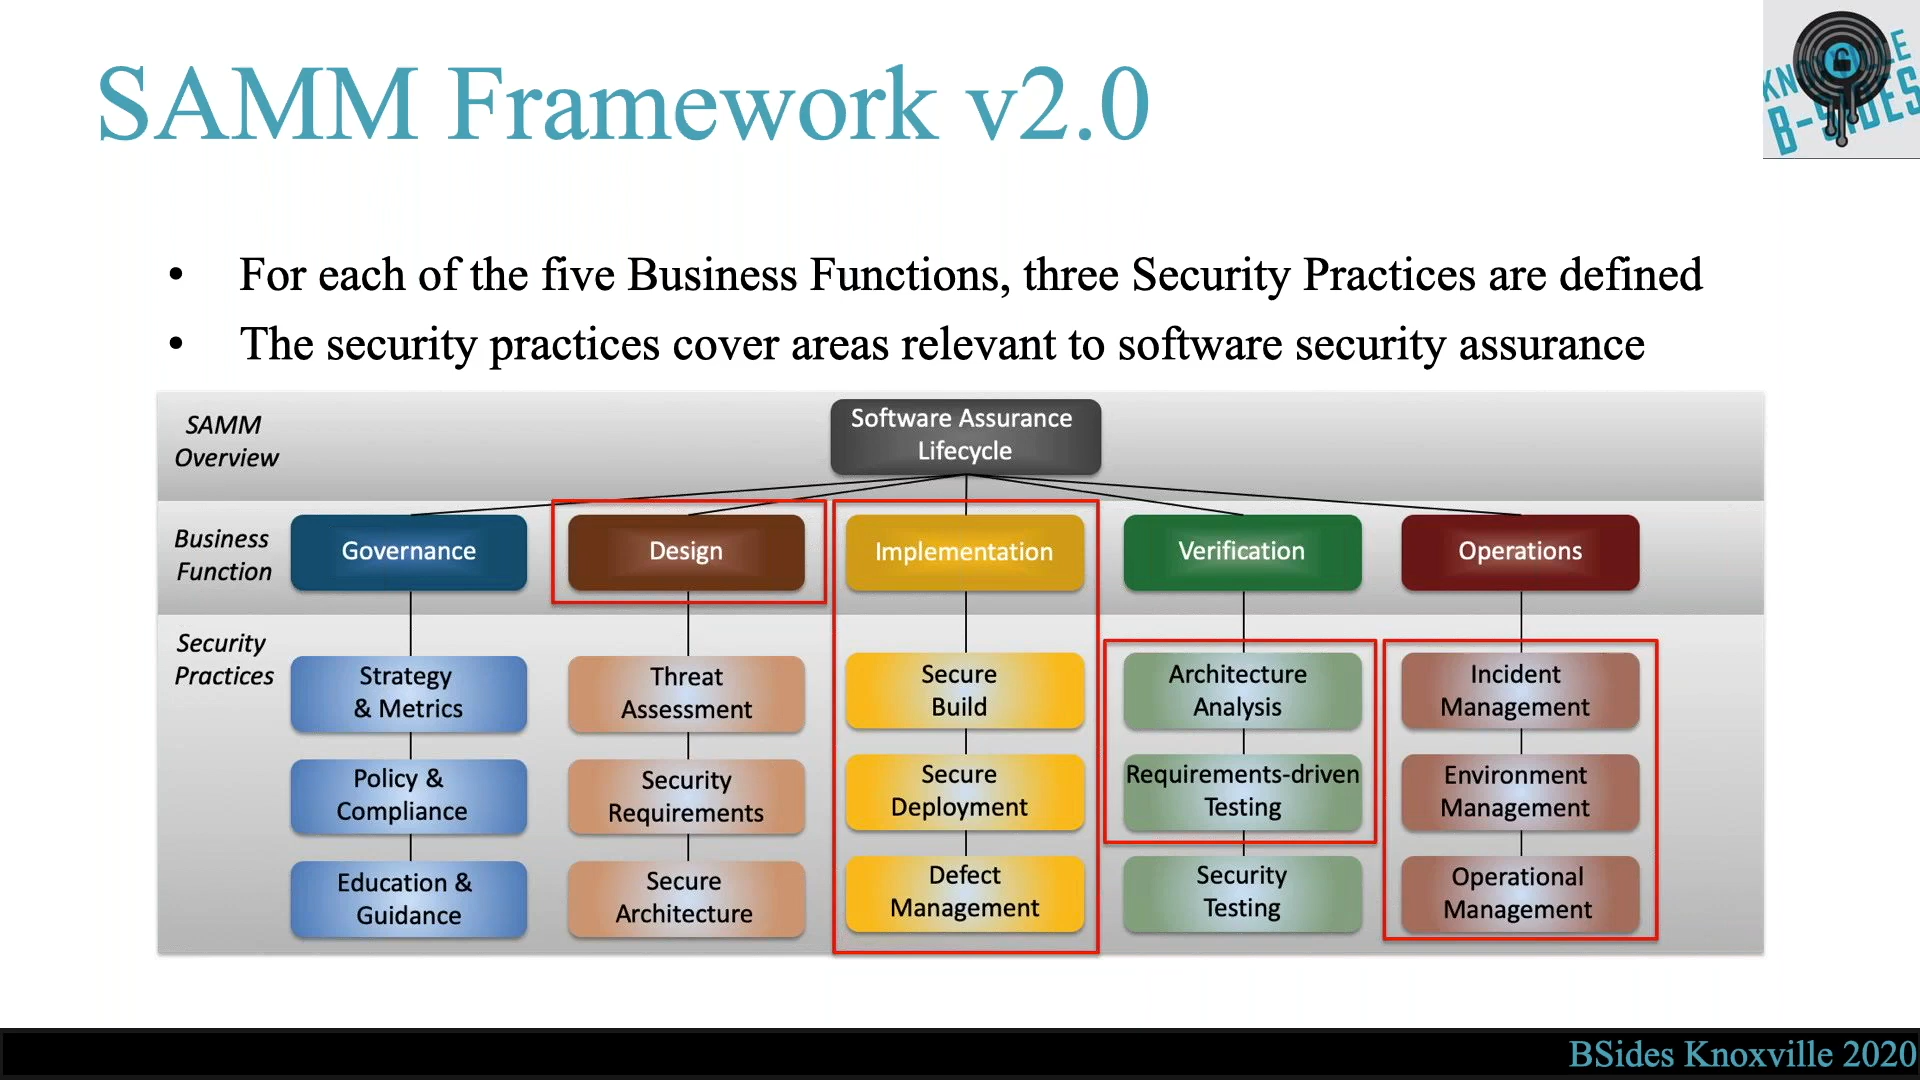 SAMM Framework v2.0
KNOXVILLE
B-SIDES
• For each of the five Business Functions, three Security Practices are defined
• The security practices cover areas relevant to software security assurance
SAMM
Overview
Software Assurance
Lifecycle
Business
Function
Governance
Design
Implementation
Verification
Operations
Security
Practices
Strategy
& Metrics
Threat
Assessment
Secure
Build
Architecture
Analysis
Incident
Management
Policy &
Compliance
Security
Requirements
Secure
Deployment
Requirements-driven
Testing
Environment
Management
Education &
Guidance
Secure
Architecture
Defect
Management
Security
Testing
Operational
Management
BSides Knoxville 2020